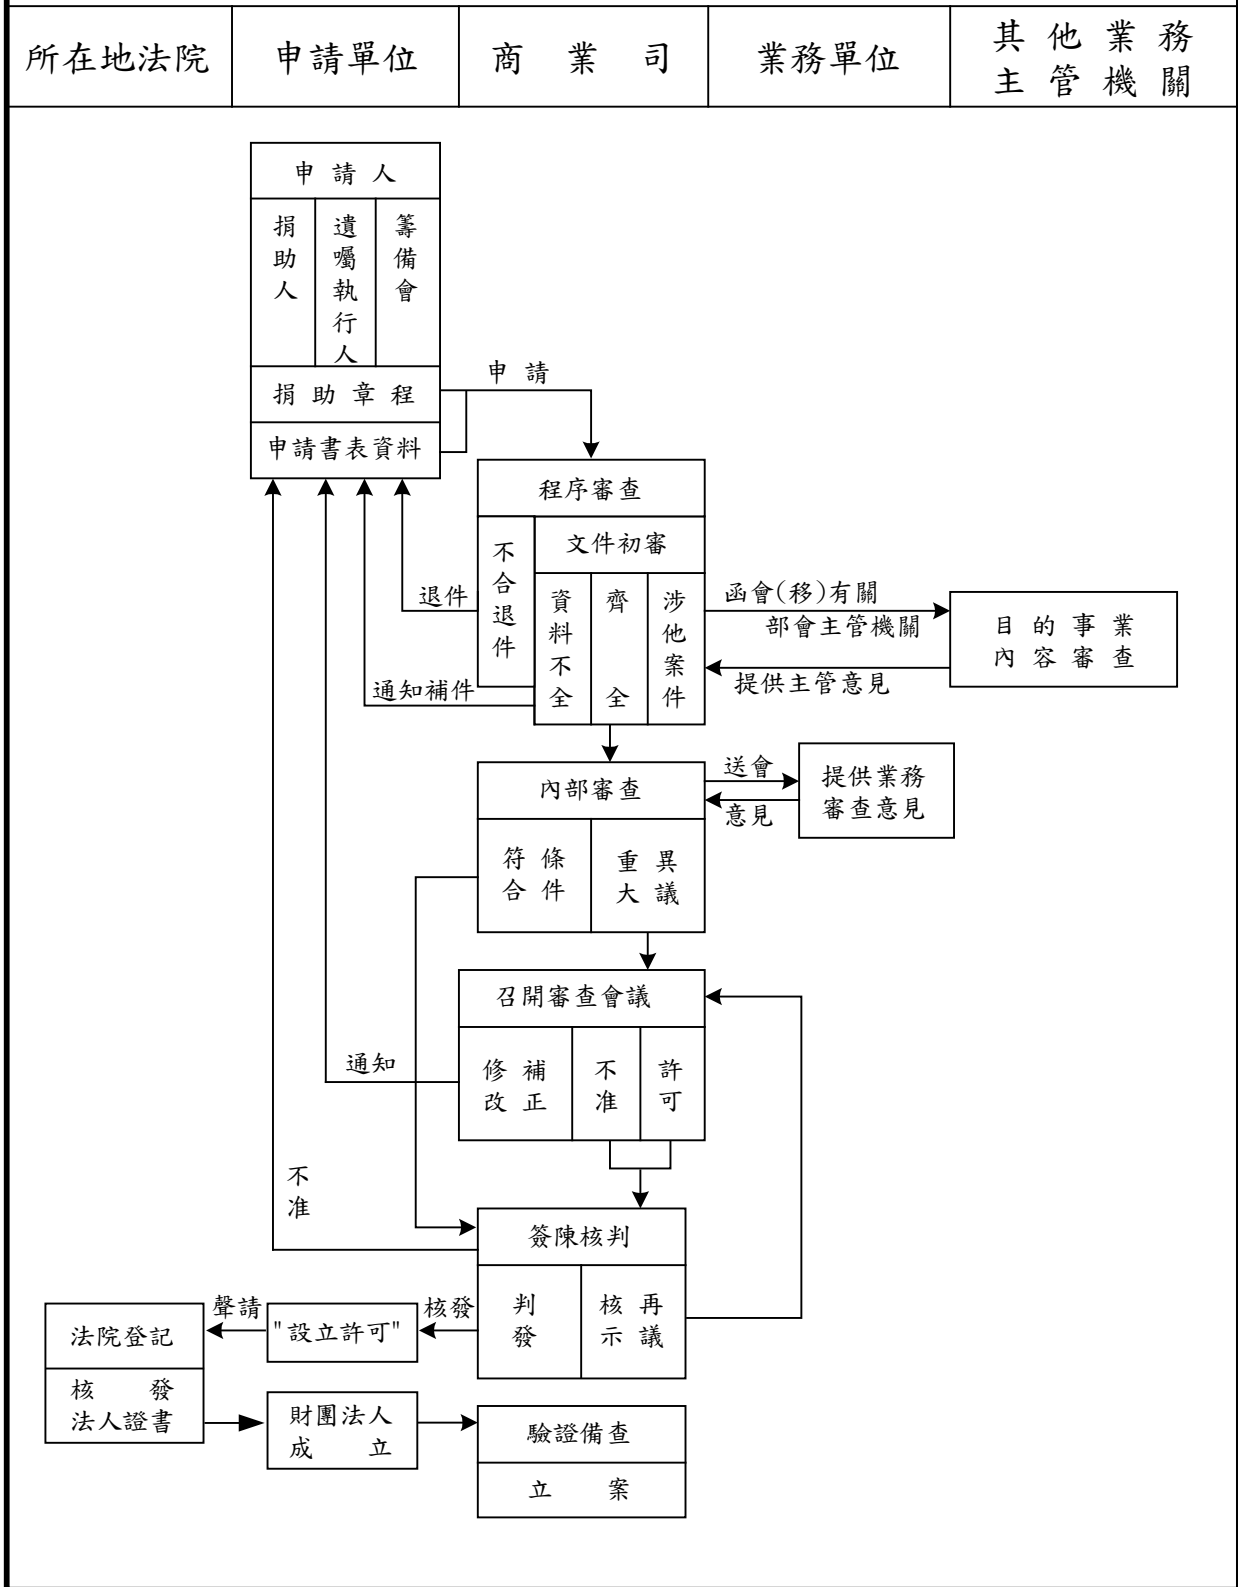 所在地法院
申請單位
商業司
業務單位
其他業務
主管機關
申請人
捐助人
遺囑執行人
籌備會
捐助章程
申請書表資料
申請
程序審查
不合退件
文件初審
資料不全
齊全
涉他案件
退件
通知補件
函會(移)有關
部會主管機關
提供主管意見
目的事業
內容審查
內部審查
送會
意見
提供業務
審查意見
符條
合件
重異
大議
召開審查會議
修補
改正
不准
許可
通知
不准
簽陳核判
判發
核再
示議
核發
"設立許可"
聲請
法院登記
核發
法人證書
財團法人
成立
驗證備查
立案